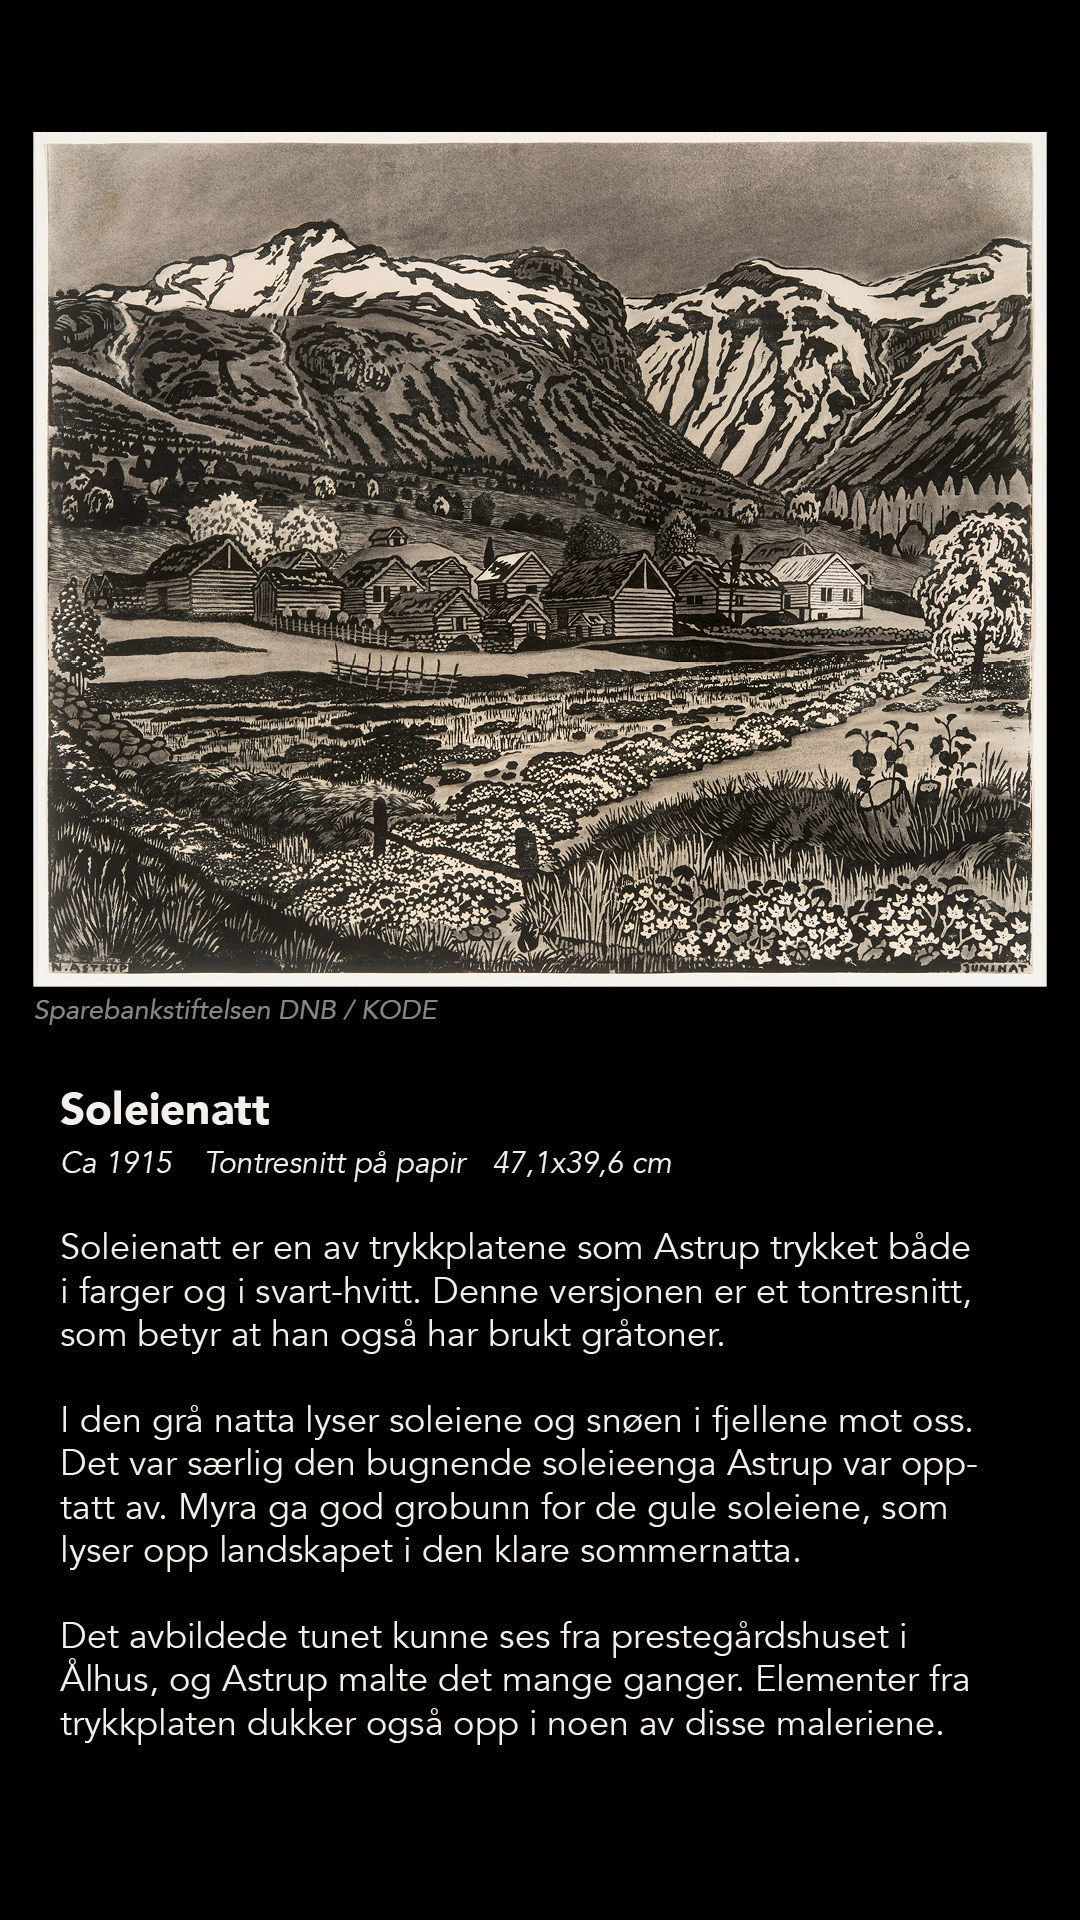 N. ASTRUP
JUNINAT
Sparebankstiftelsen DNB / KODE
Soleienatt
Ca 1915 Tontresnitt på papir 47,1x39,6 cm
Soleienatt er en av trykkplatene som Astrup trykket både
i farger og i svart-hvitt. Denne versjonen er et tontresnitt,
som betyr at han også har brukt gråtoner.
I den grå natta lyser soleiene og snøen i fjellene mot oss.
Det var særlig den bugnende soleieenga Astrup var opp-
tatt av. Myra ga god grobunn for de gule soleiene, som
lyser opp landskapet i den klare sommernatta.
Det avbildede tunet kunne ses fra prestegårdshuset i
Ålhus, og Astrup malte det mange ganger. Elementer fra
trykkplaten dukker også opp i noen av disse maleriene.